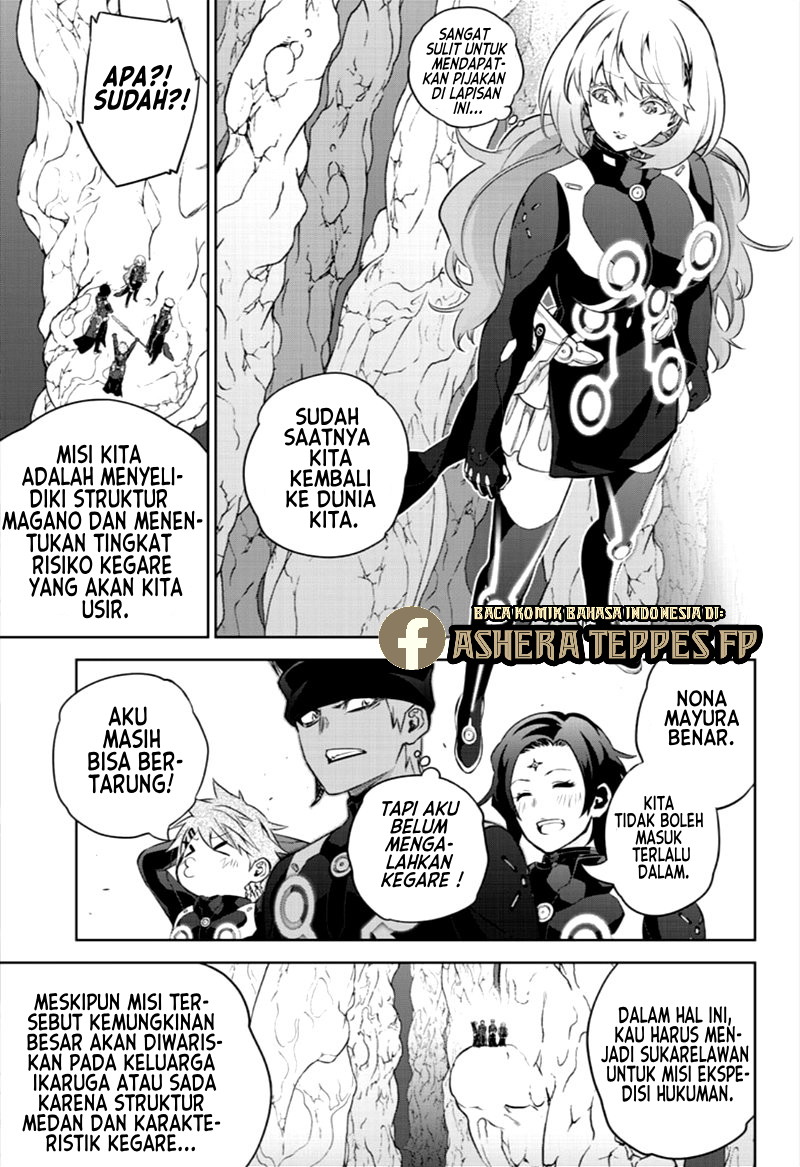 SANGAT
SULIT UNTUK
MENDAPAT-
KAN PIJAKAN
DI LAPISAN
INI...
SUDAH
SAATNYA
KITA
KEMBALI
KE DUNIA
KITA.
APA?!
SUDAH?!
MISI KITA
ADALAH MENYELI-
DIKI STRUKTUR
MAGANO DAN MENEN-
TUKAN TINGKAT
RISIKO KEGARE
YANG AKAN KITA
USIR.
BACA KOMIK BAHASA INDONESIA DI:
f ASHERA TEPPES FP
NONA
MAYURA
BENAR.
KITA
TIDAK BOLEH
MASUK
TERLALU
DALAM.
TAPI AKU
BELUM
MENGA-
LAHKAN
KEGARE !
AKU
MASIH
BISA BER-
TARUNG!
DALAM HAL INI,
KAU HARUS MEN-
JADI SUKARELAWAN
UNTUK MISI EKSPE-
DISI HUKUMAN.
MESKIPUN MISI TER-
SEBUT KEMUNGKINAN
BESAR AKAN DIWARIS-
KAN PADA KELUARGA
IKARUGA ATAU SADA
KARENA STRUKTUR
MEDAN DAN KARAKTE-
RISTIK KEGARE...